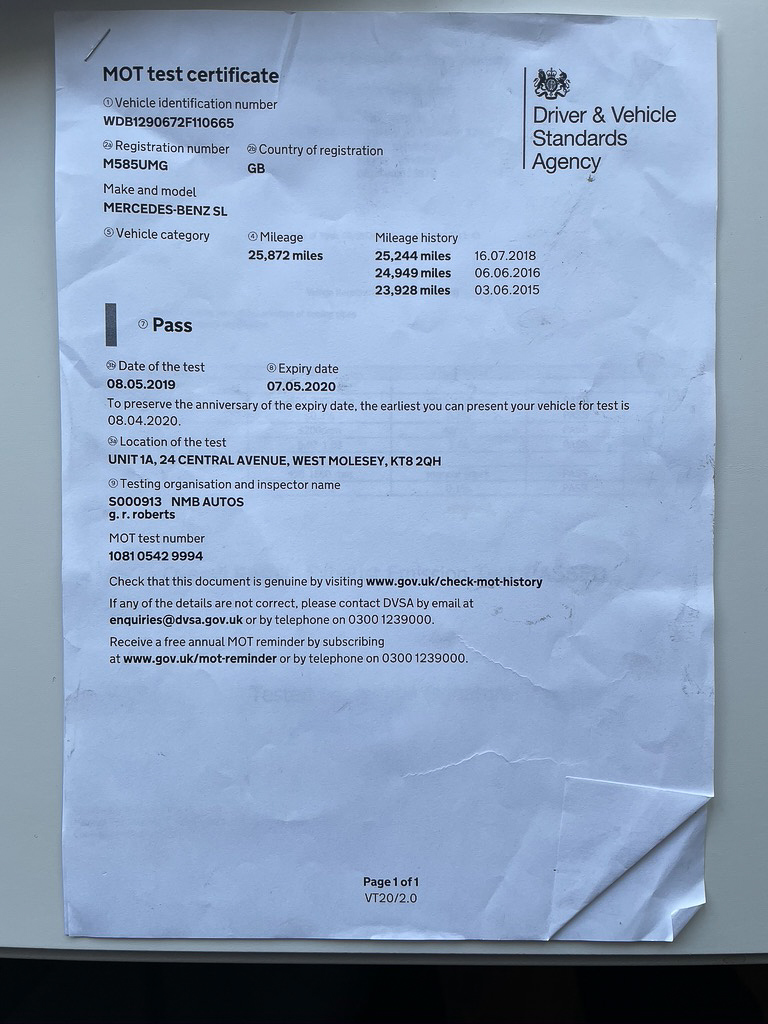 MOT test certificate
① Vehicle identification number
WDB1290672F110665
Driver & Vehicle
Standards
Agency
2a Registration number 2b Country of registration
M585UMG GB
Make and model
MERCEDES-BENZ SL
⑤ Vehicle category ④ Mileage Mileage history
25,872 miles 25,244 miles 16.07.2018
24,949 miles 06.06.2016
23,928 miles 03.06.2015
⑦ Pass
3b Date of the test ⑧ Expiry date
08.05.2019 07.05.2020
To preserve the anniversary of the expiry date, the earliest you can present your vehicle for test is
08.04.2020.
3a Location of the test
UNIT 1A, 24 CENTRAL AVENUE, WEST MOLESEY, KT8 2QH
⑨ Testing organisation and inspector name
S000913 NMB AUTOS
g. r. roberts
MOT test number
1081 0542 9994
Check that this document is genuine by visiting www.gov.uk/check-mot-history
If any of the details are not correct, please contact DVSA by email at
enquiries@dvsa.gov.uk or by telephone on 0300 1239000.
Receive a free annual MOT reminder by subscribing
at www.gov.uk/mot-reminder or by telephone on 0300 1239000.
Page 1 of 1
VT20/2.0